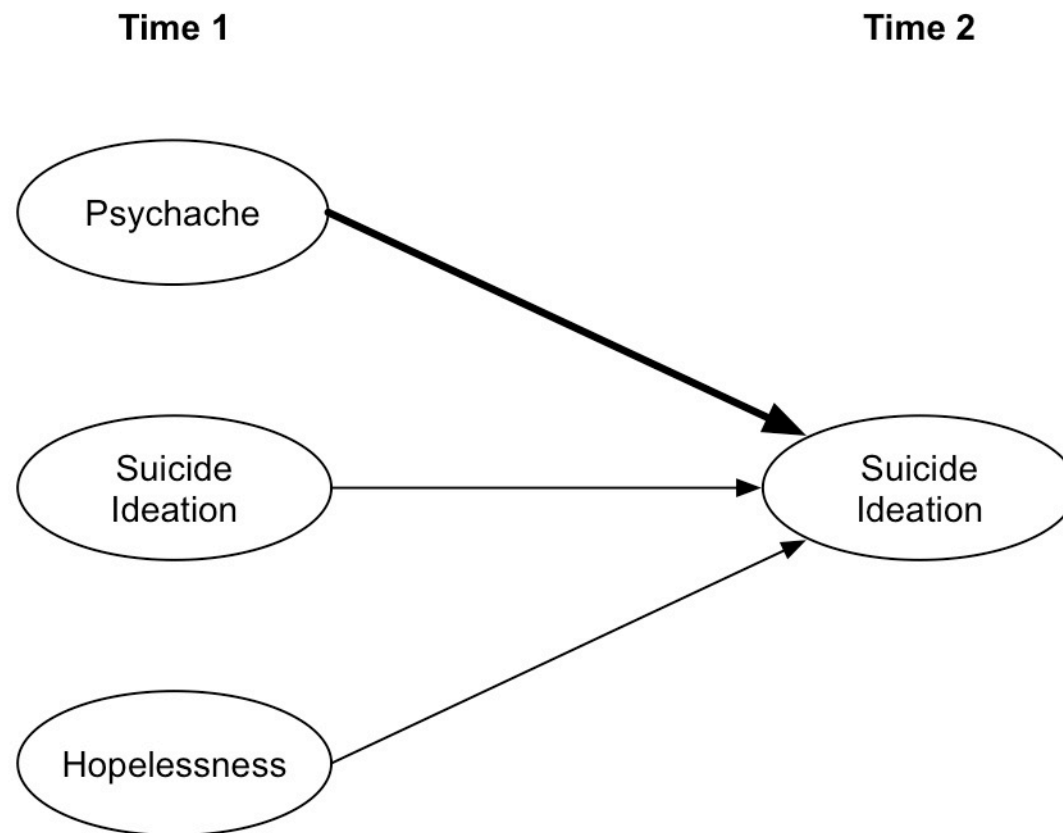 Time 1
Time 2
Psychache
Suicide
Ideation
Suicide
Ideation
Hopelessness